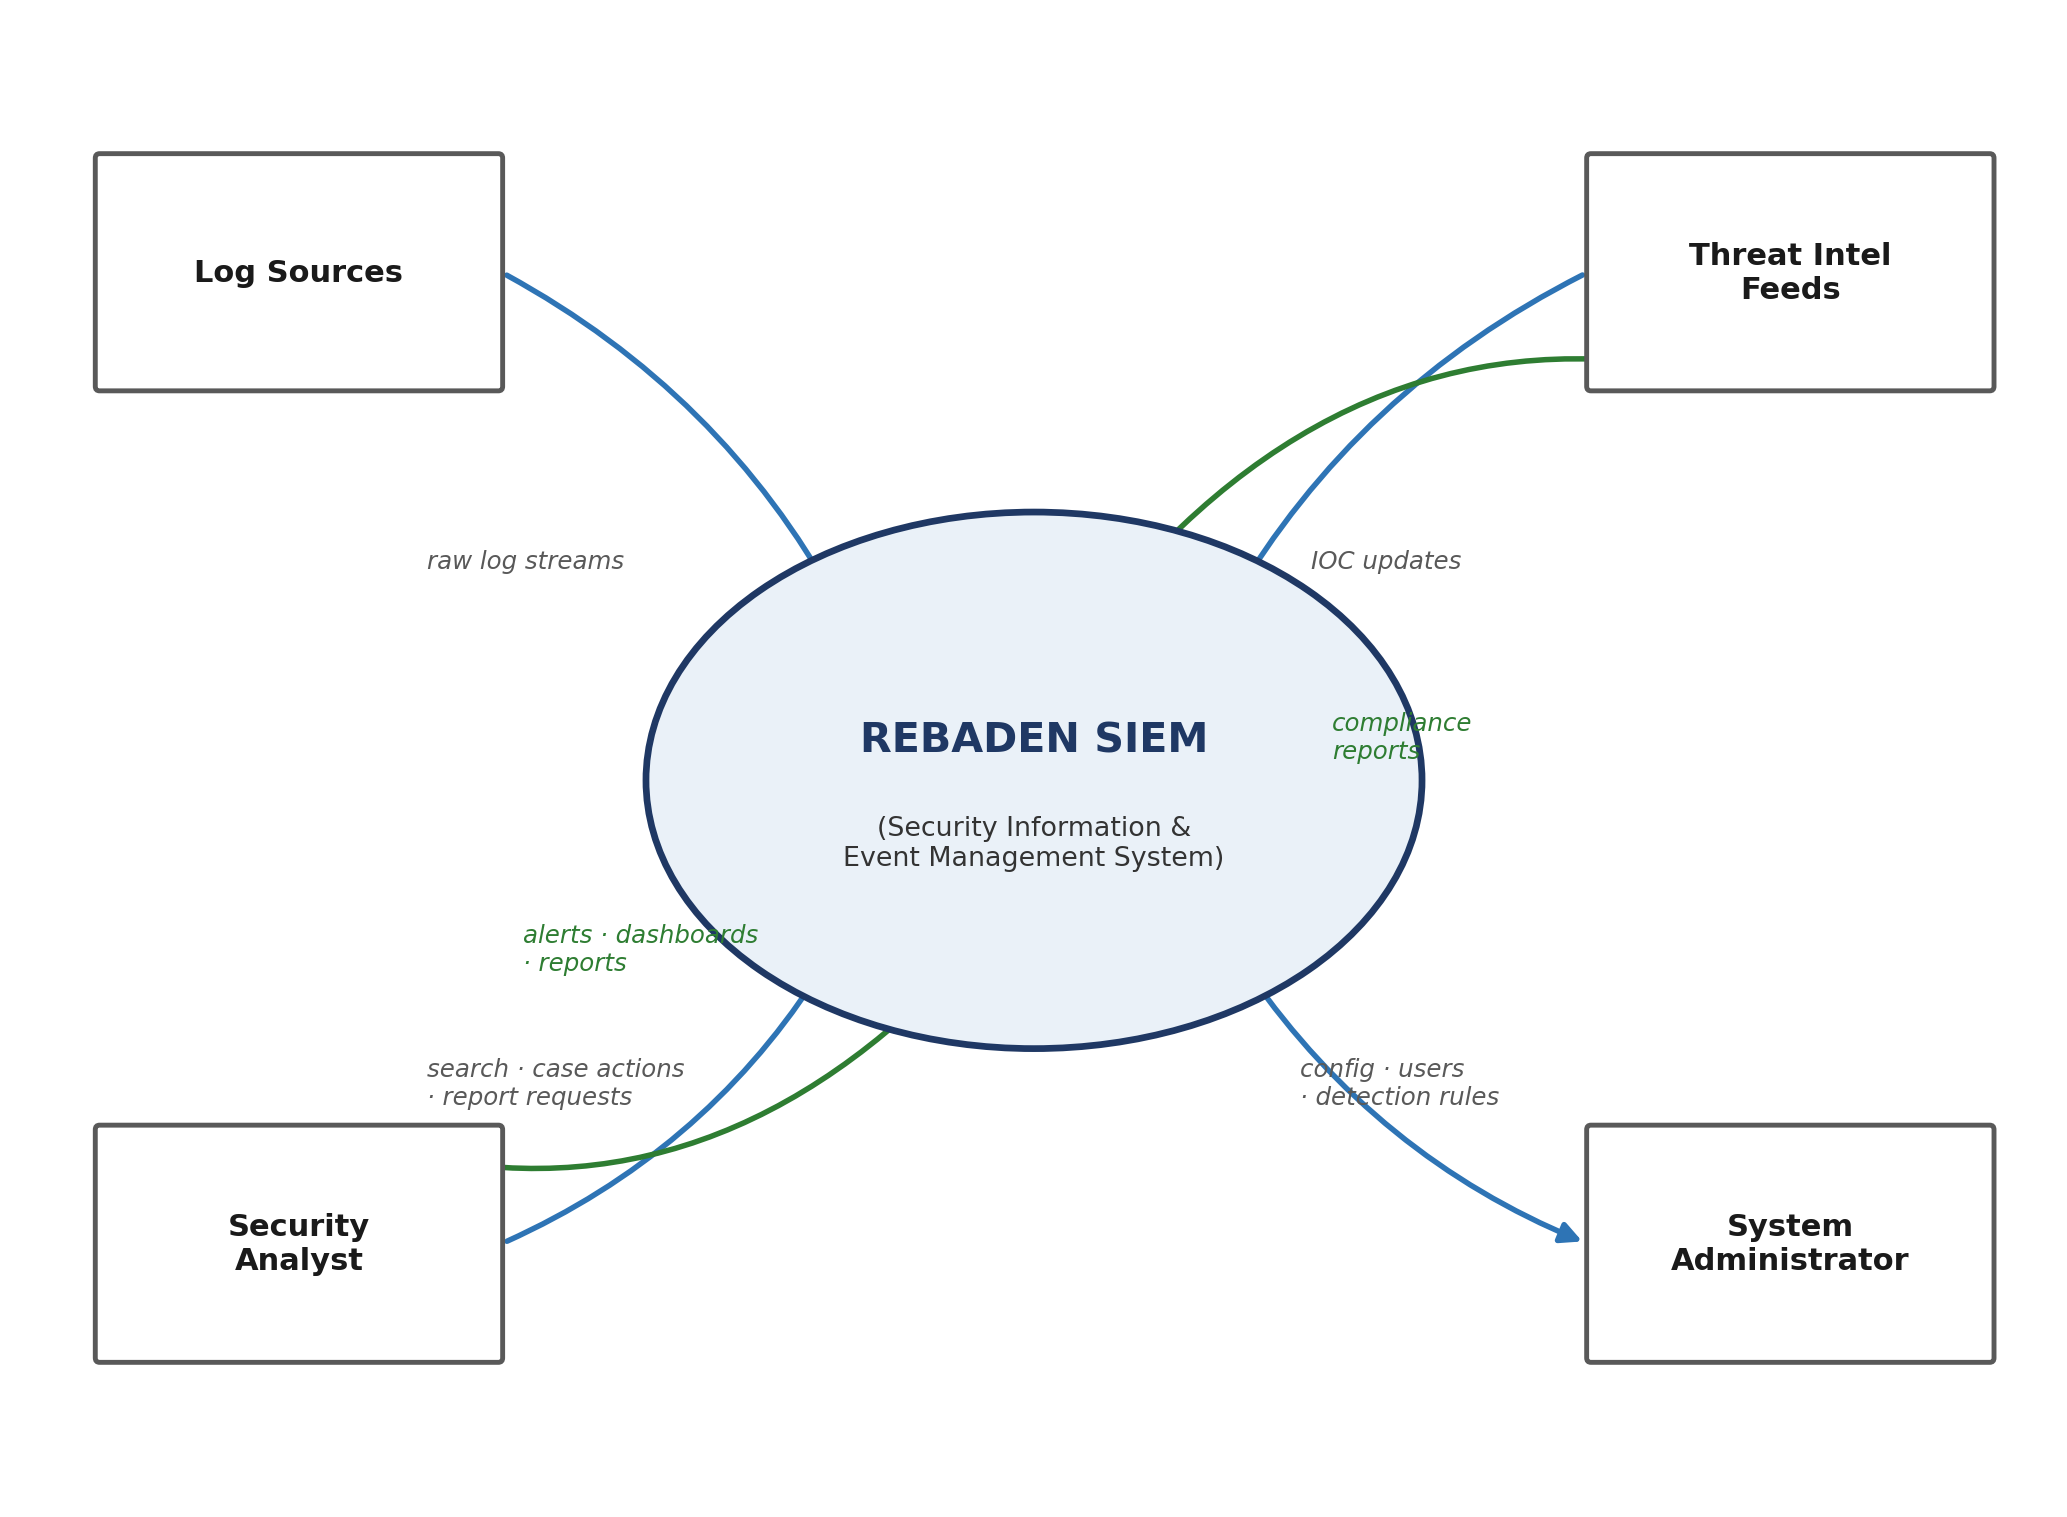 Log Sources
Threat Intel
Feeds
raw log streams
IOC updates
REBADEN SIEM
compliance
reports
(Security Information &
Event Management System)
alerts · dashboards
· reports
search · case actions
· report requests
config · users
· detection rules
Security
Analyst
System
Administrator